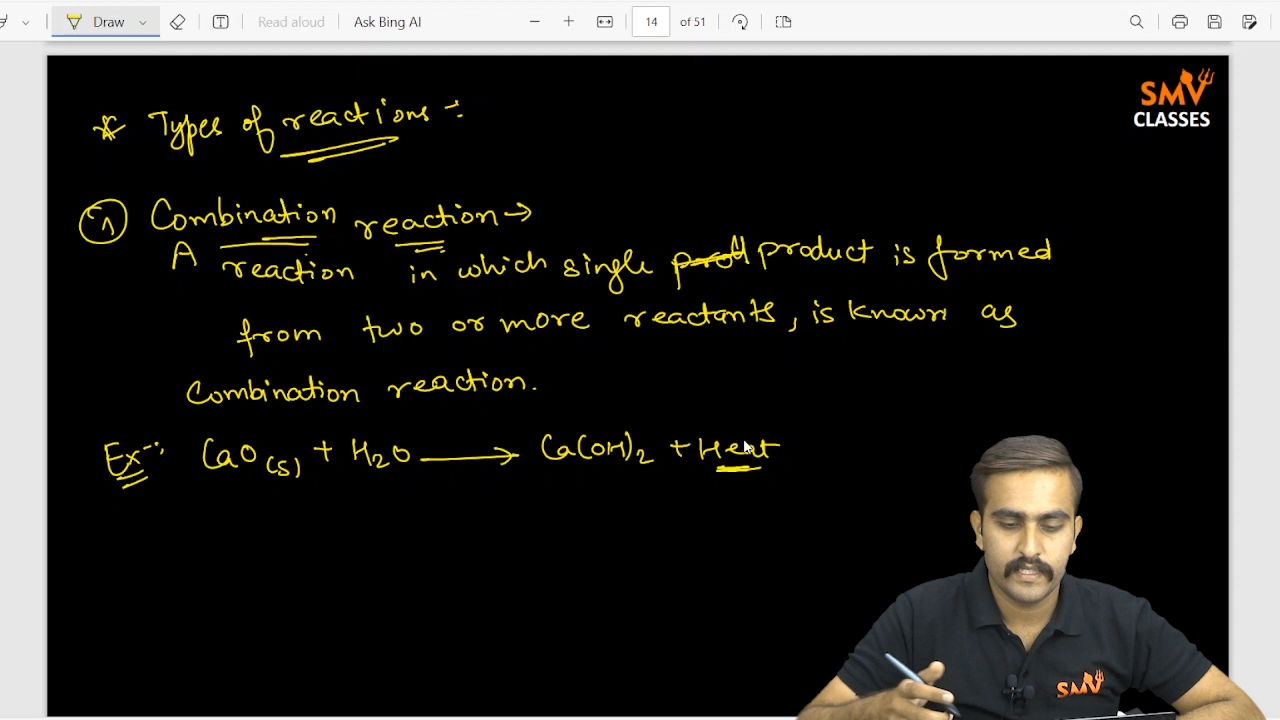 Draw
Read aloud
Ask Bing AI
14 of 51
SMV
CLASSES
Types of reactions :-
1 Combination reaction →
A reaction in which single product is formed
from two or more reactants, is known as
Combination reaction.
Ex-: CaO(s) + H₂O ⟶ Ca(OH)₂ + Heat
SMV